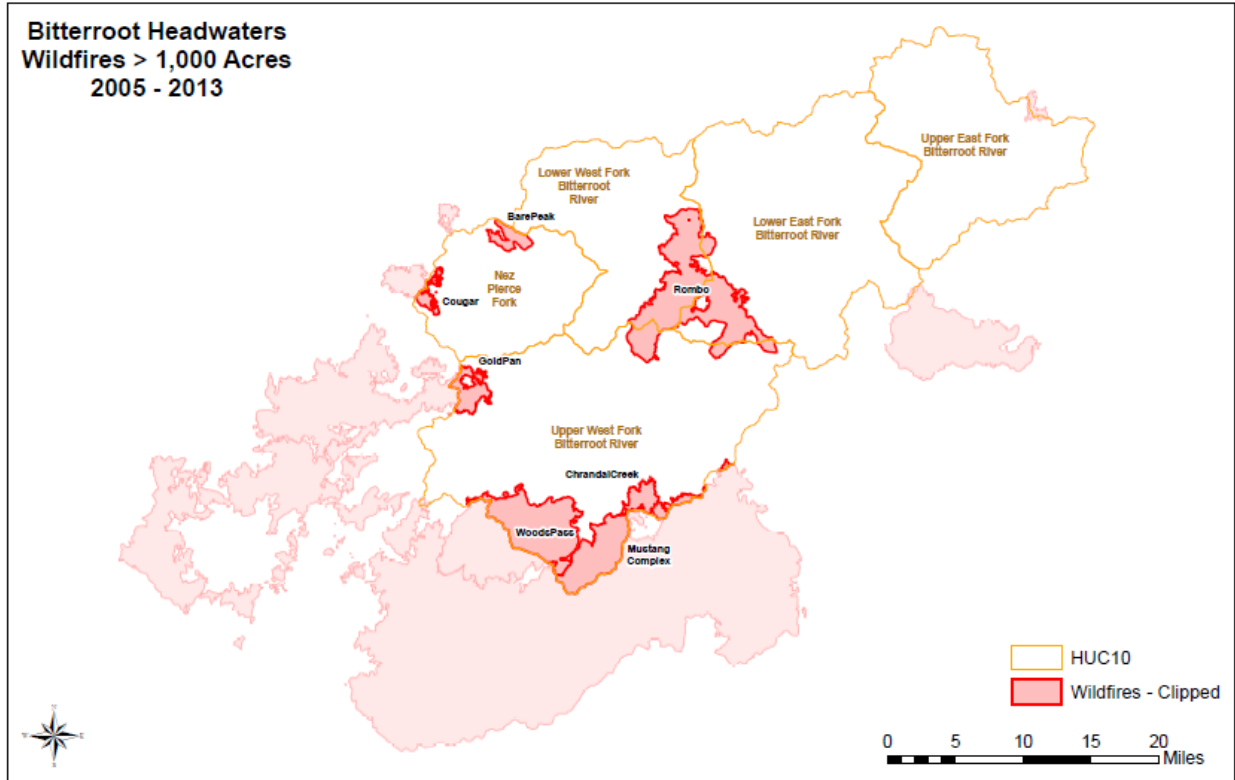 Bitterroot Headwaters
Wildfires > 1,000 Acres
2005 - 2013
Upper East Fork
Bitterroot River
Lower West Fork
Bitterroot
River
BarePeak
Lower East Fork
Bitterroot River
Nez
Pierce
Fork
Cougar
Rombo
GoldPan
Upper West Fork
Bitterroot River
ChrandalCreek
WoodsPass
Mustang
Complex
HUC10
Wildfires - Clipped
N
W
E
S
0 5 10 15 20
Miles